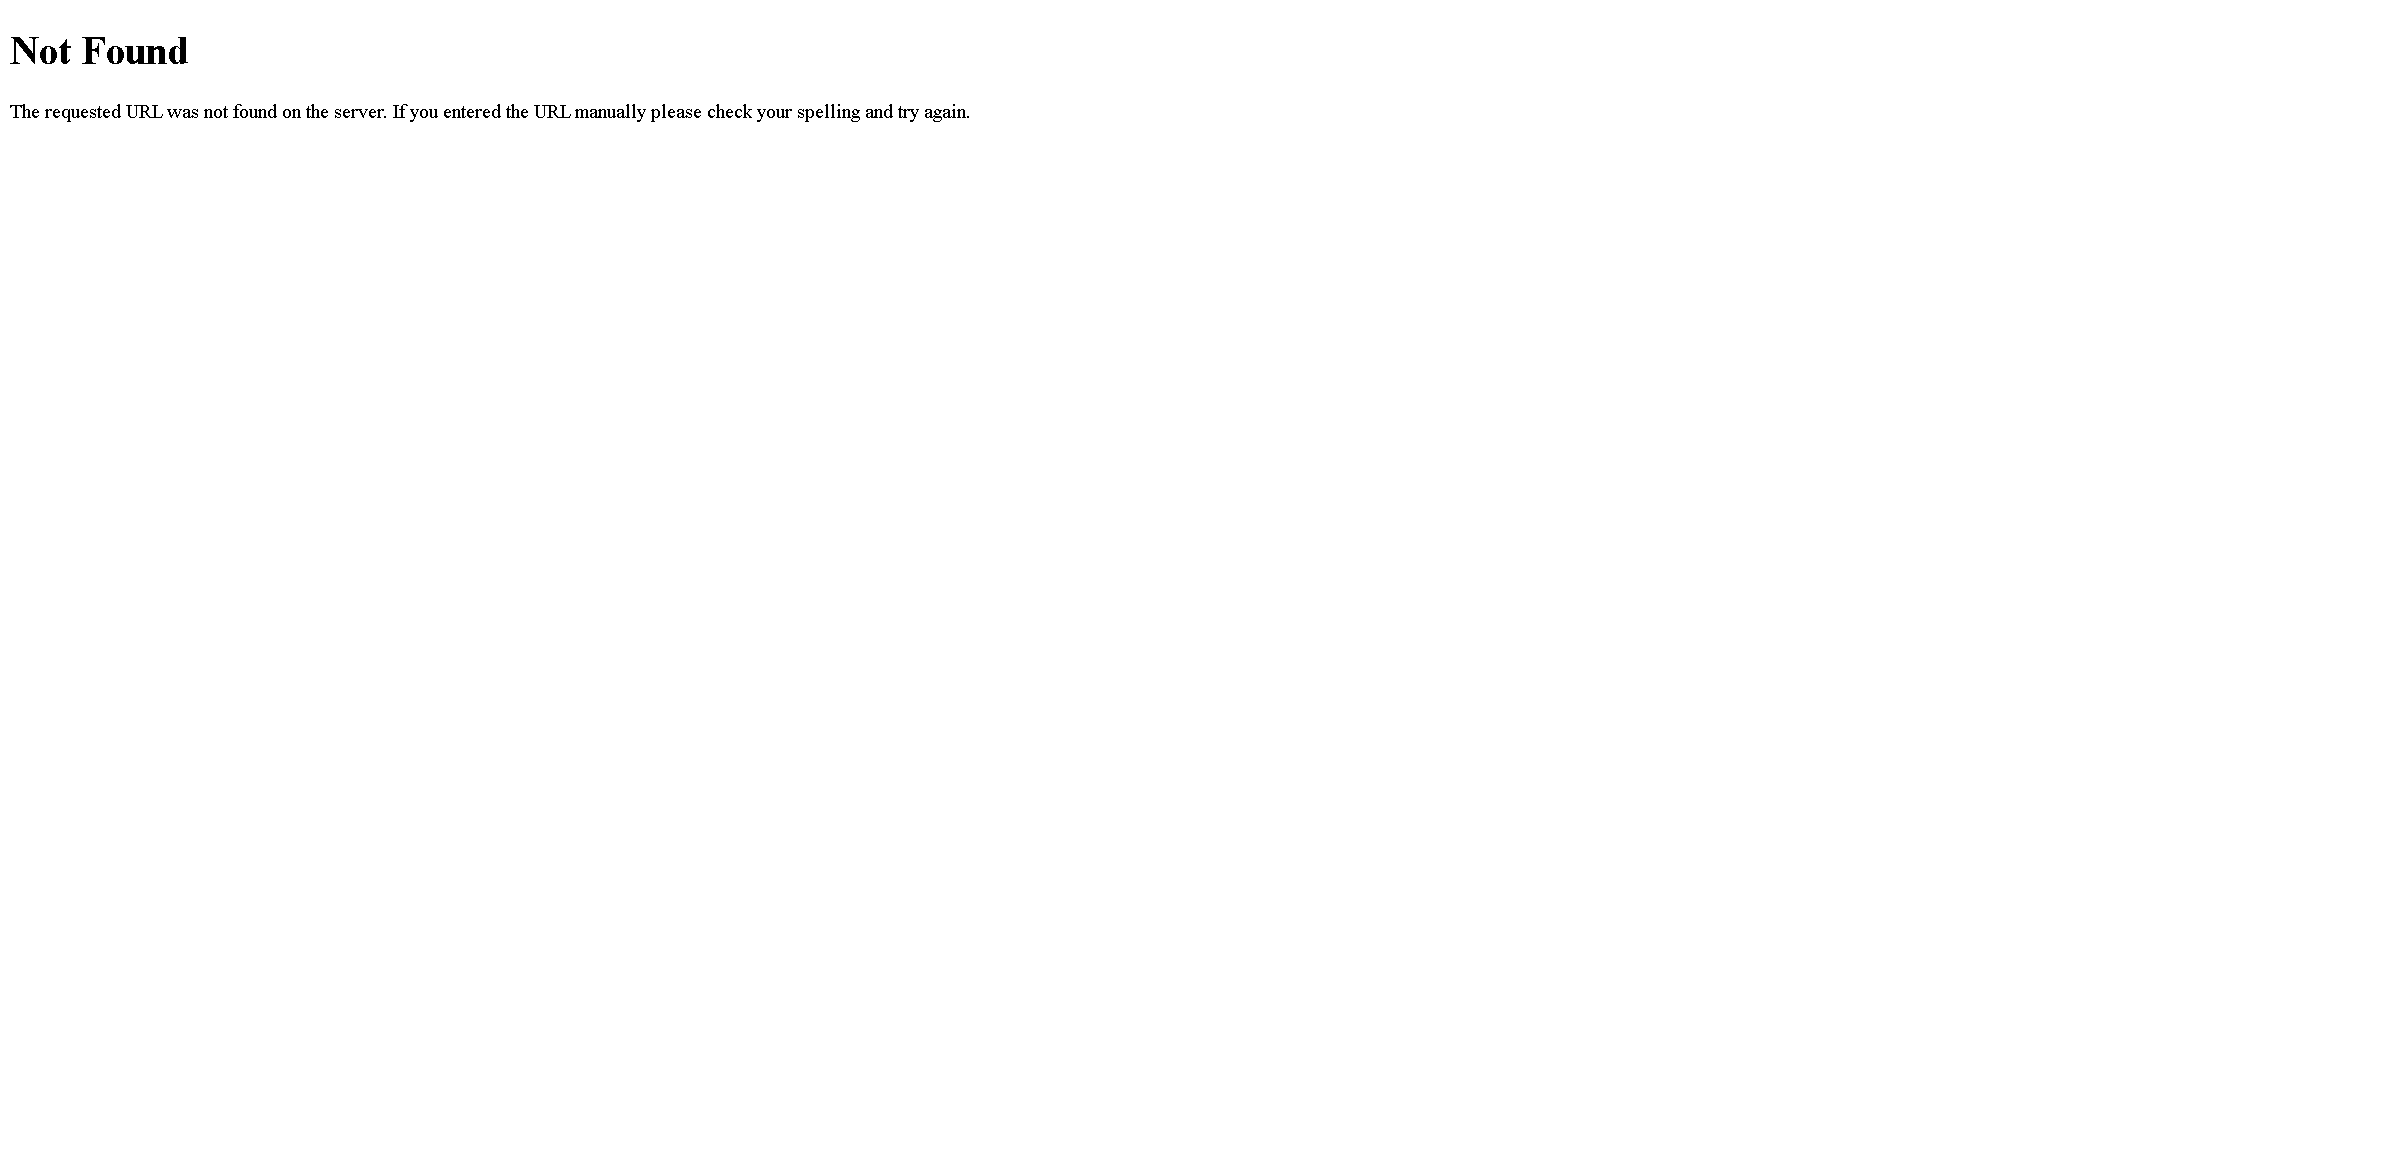 Not Found
The requested URL was not found on the server. If you entered the URL manually please check your spelling and try again.